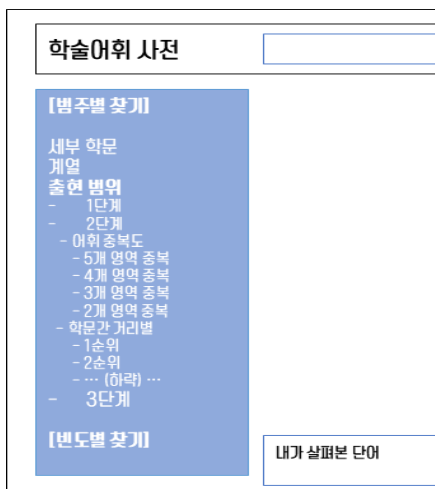 학술어휘 사전
[범주별 찾기]
세부 학문
계열
출현 범위
- 1단계
- 2단계
- 어휘 중복도
- 5개 영역 중복
- 4개 영역 중복
- 3개 영역 중복
- 2개 영역 중복
- 학문간 거리별
- 1순위
- 2순위
- … (하략) …
- 3단계
[빈도별 찾기]
내가 살펴본 단어